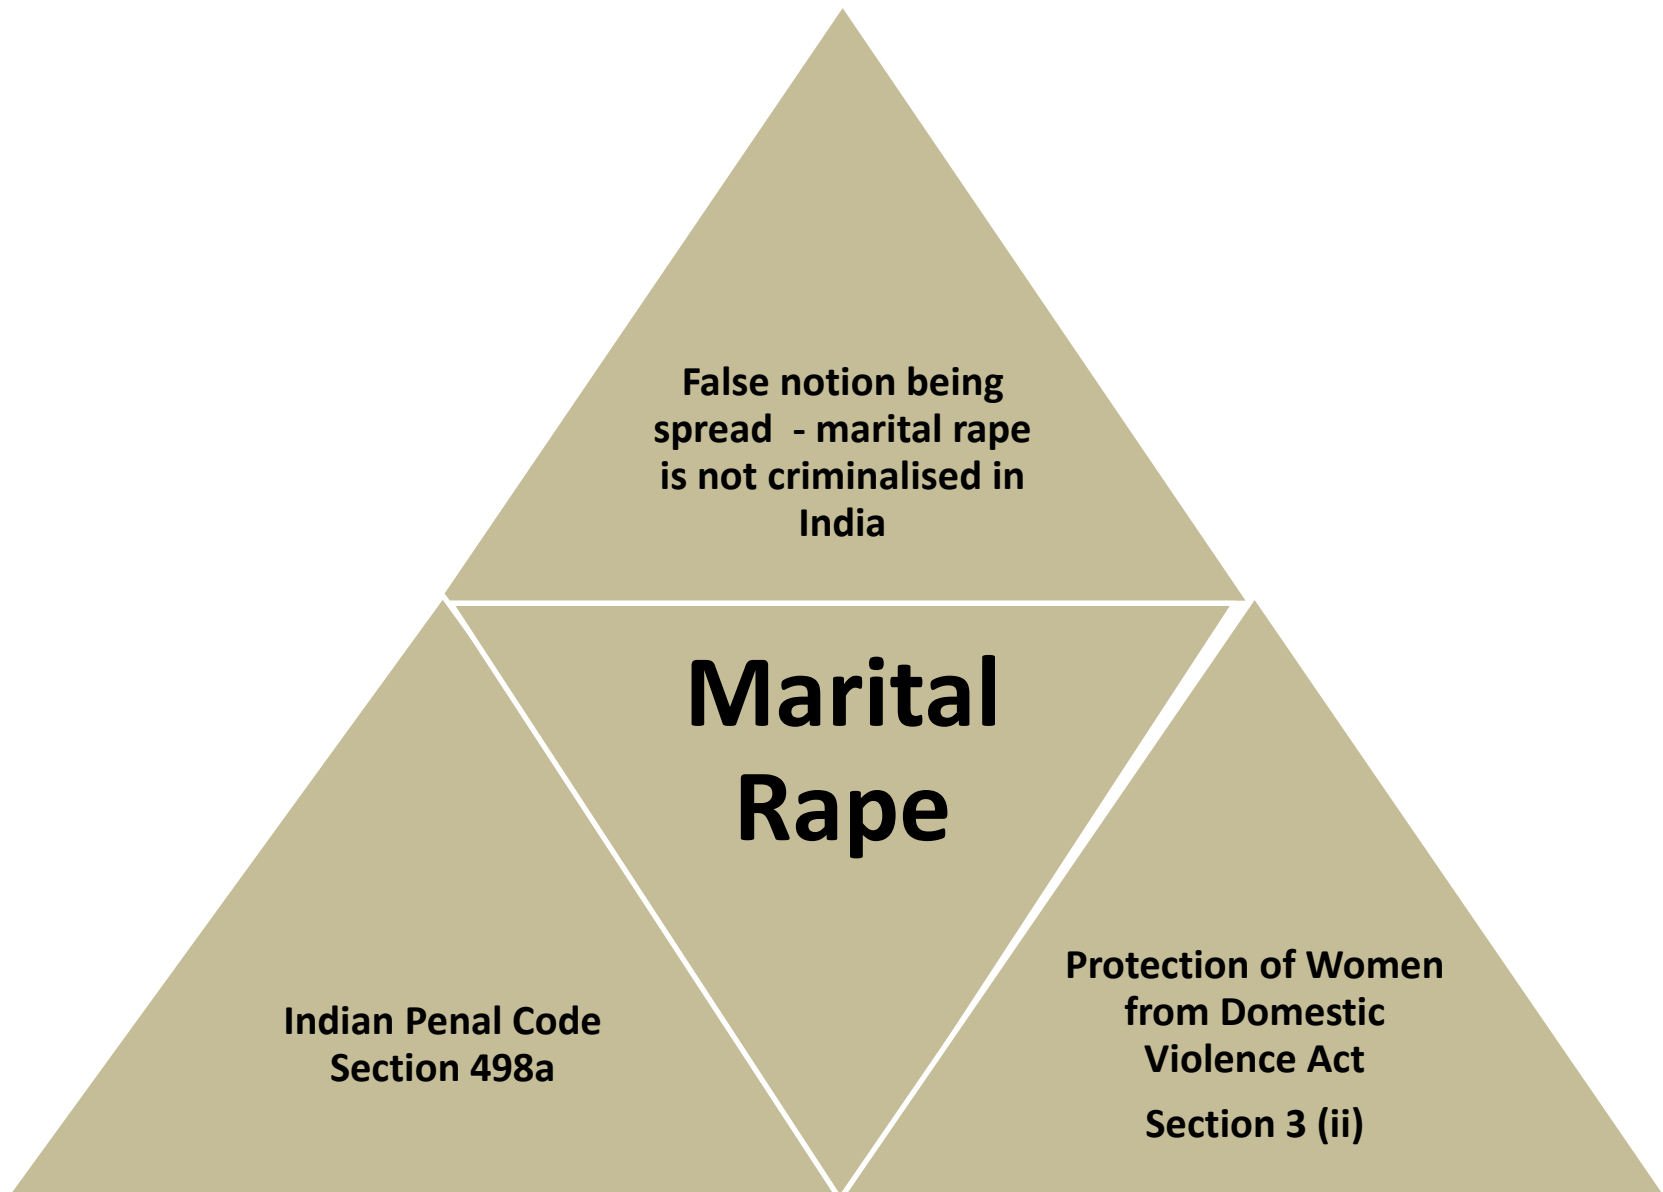 False notion being
spread  - marital rape
is not criminalised in
India
Marital
Rape
Indian Penal Code
Section 498a
Protection of Women
from Domestic
Violence Act
Section 3 (ii)